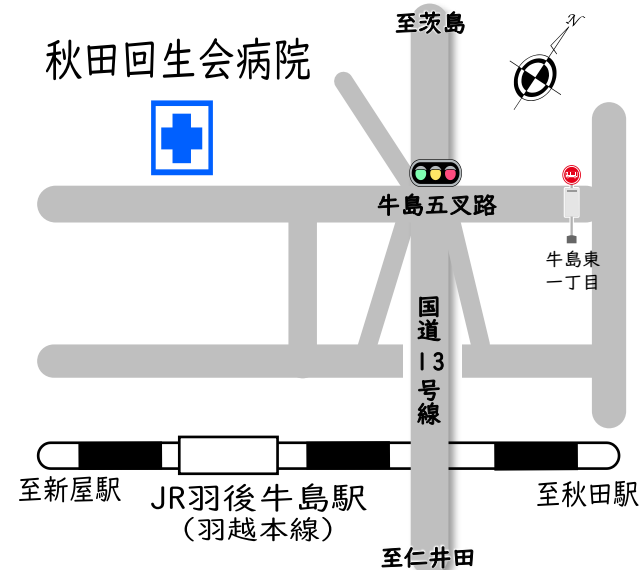 至茨島
N
秋田回生会病院
牛島五叉路
牛島東
一丁目
国道13号線
至新屋駅
JR羽後牛島駅
(羽越本線)
至秋田駅
至仁井田